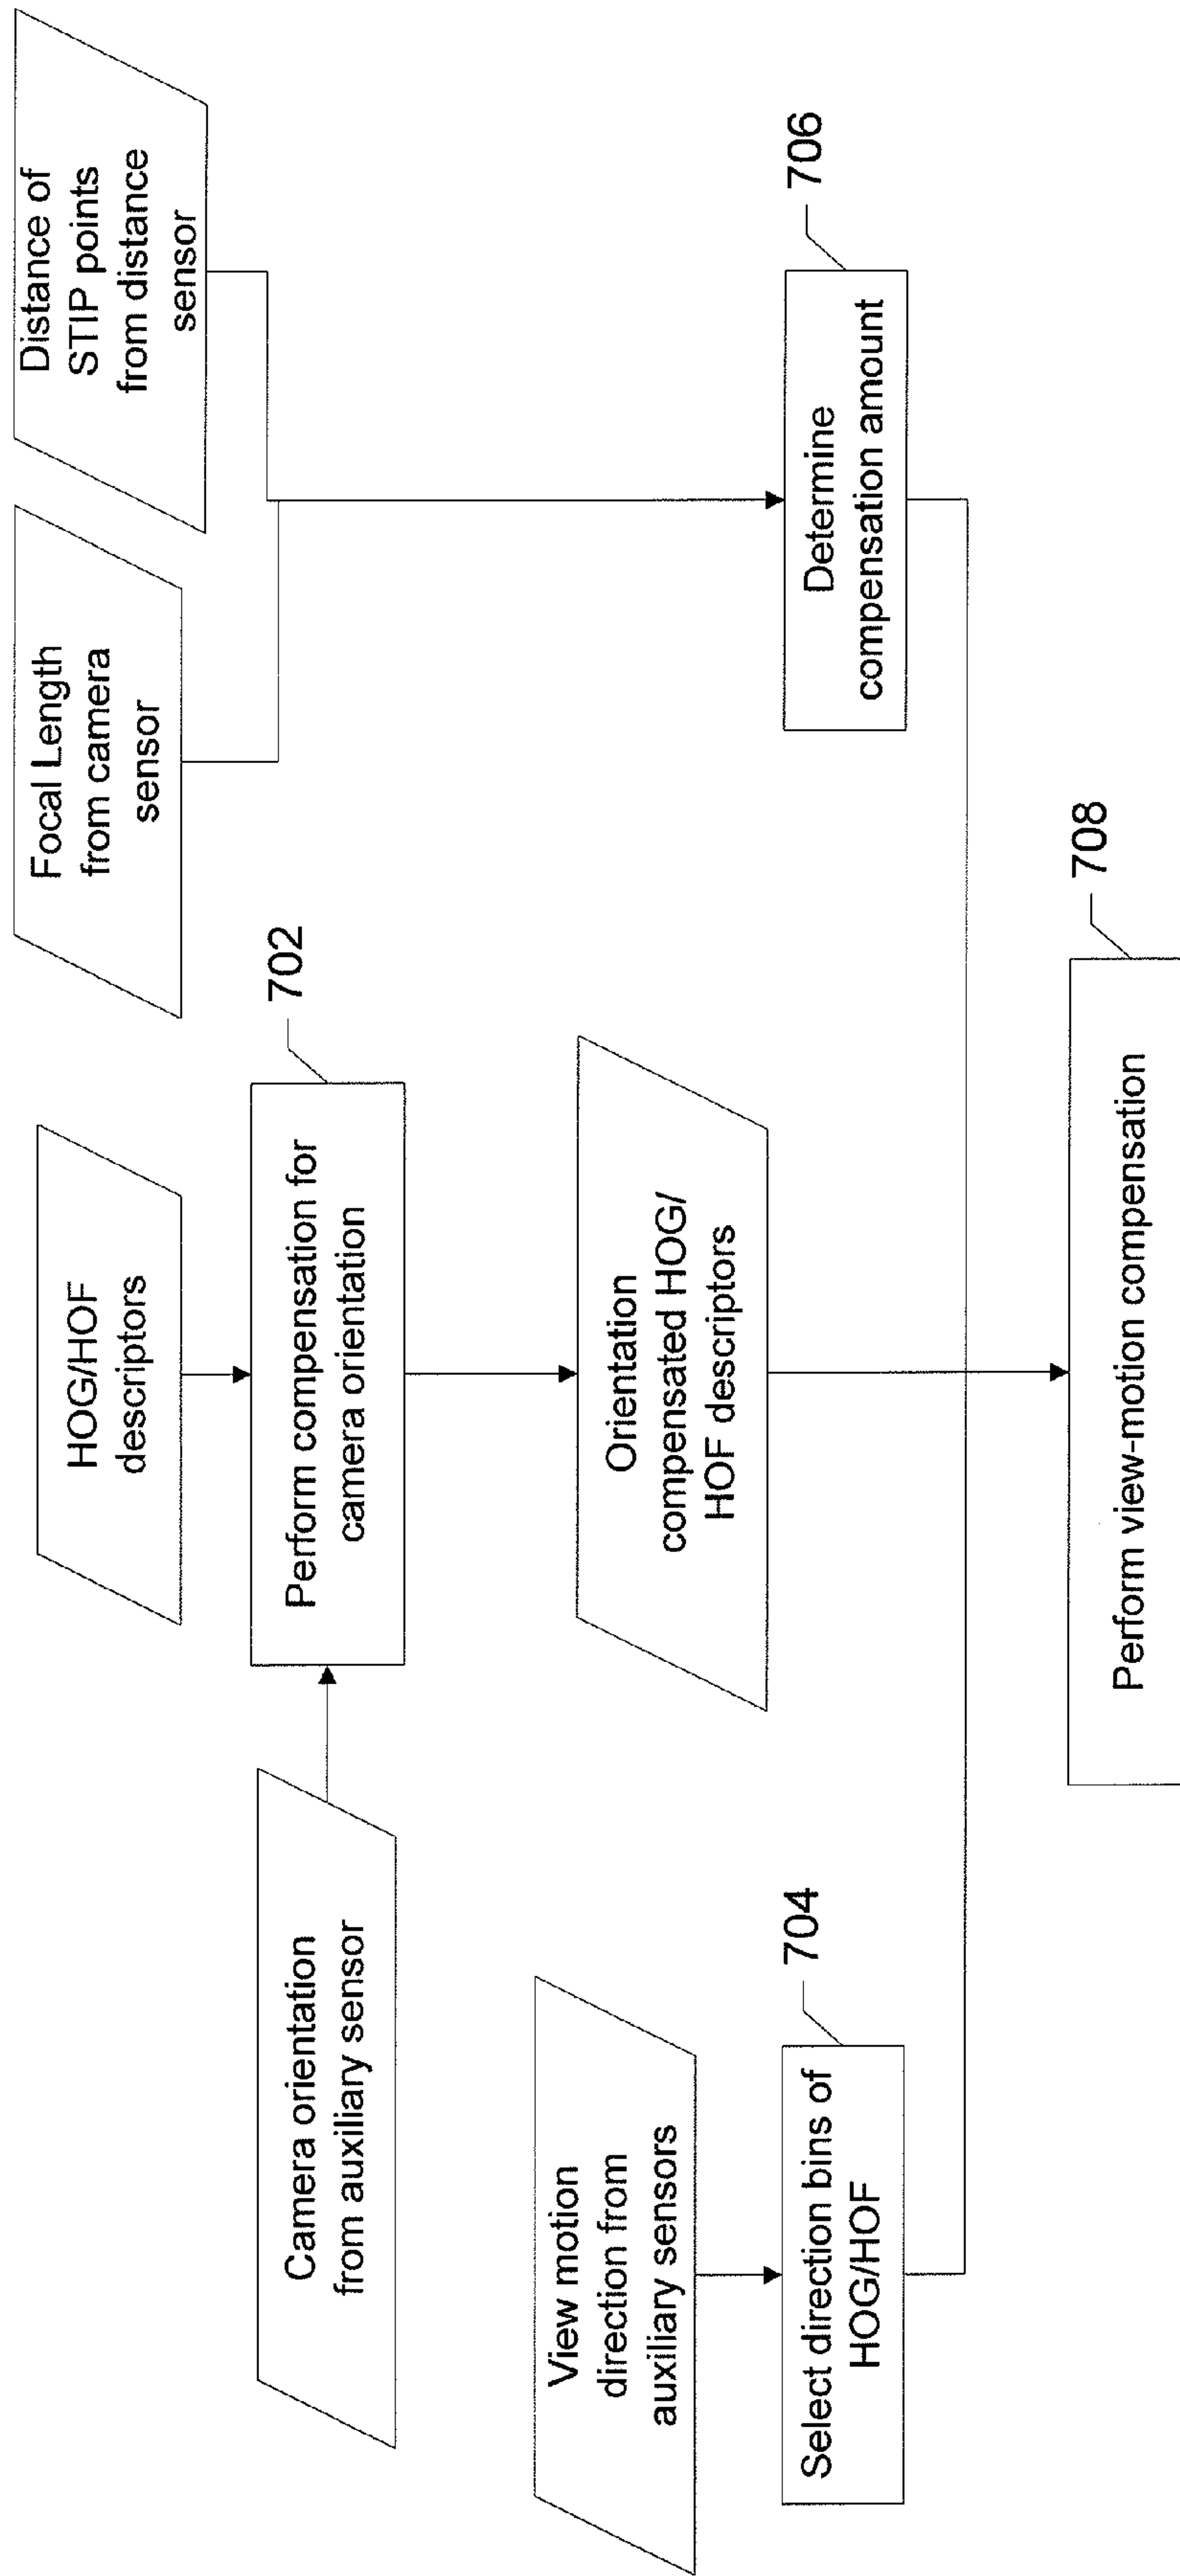 HOG/HOF
descriptors
Focal Length
from camera
sensor
Distance of
STIP points
from distance
sensor
Camera orientation
from auxiliary sensor
Perform compensation for
camera orientation
702
View motion
direction from
auxiliary sensors
Orientation
compensated HOG/
HOF descriptors
Select direction bins of
HOG/HOF
704
Determine
compensation amount
706
Perform view-motion compensation
708